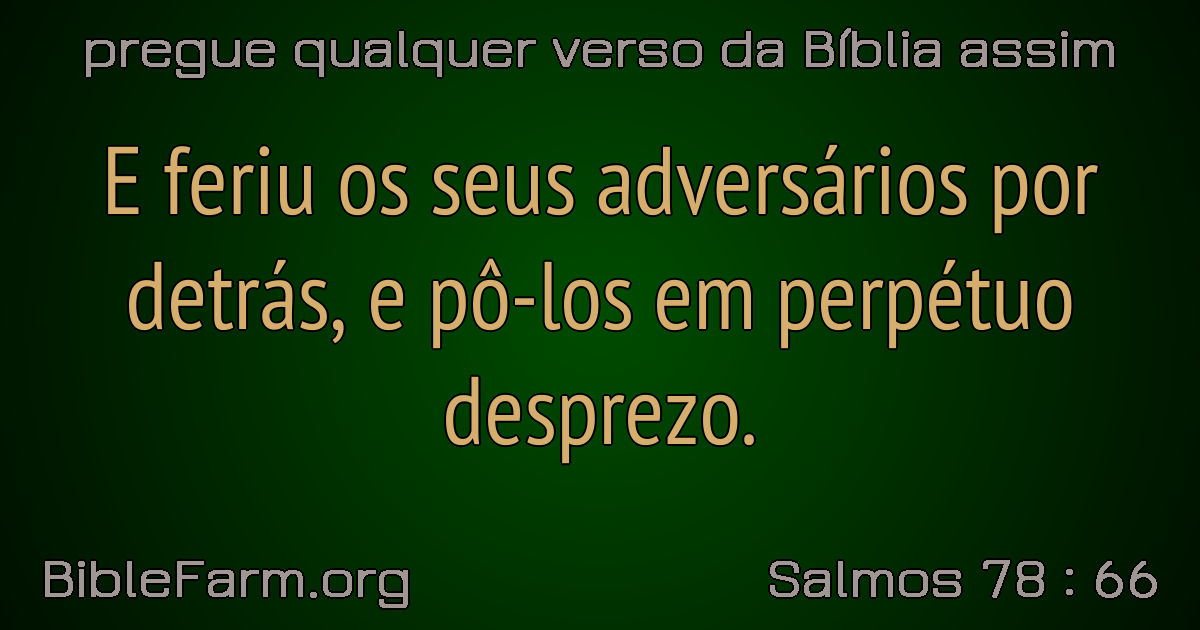 pregue qualquer verso da Bíblia assim
E feriu os seus adversários por
detrás, e pô-los em perpétuo
desprezo.
BibleFarm.org
Salmos 78 : 66